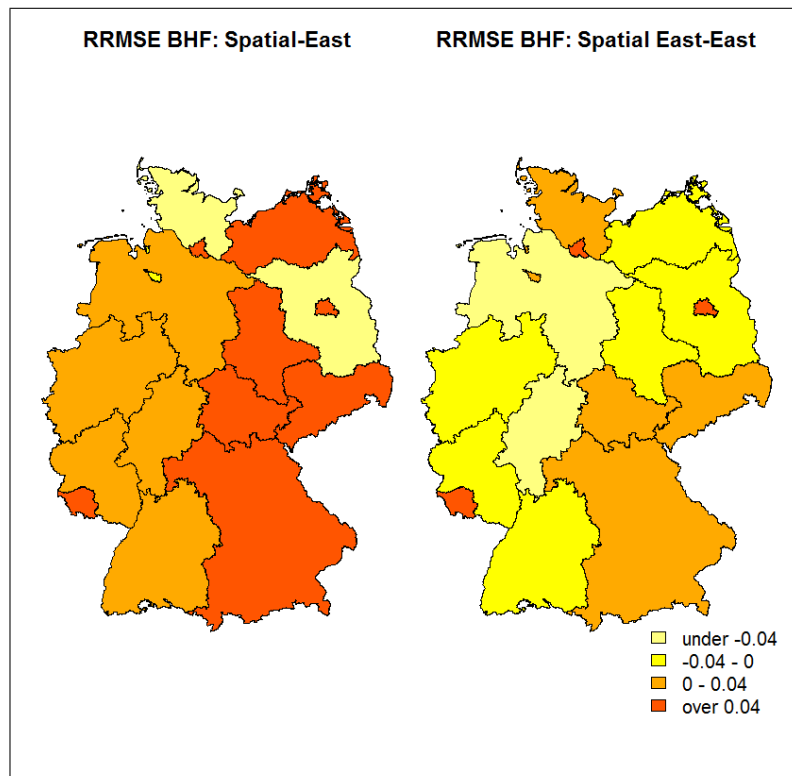 RRMSE BHF: Spatial-East
RRMSE BHF: Spatial East-East
under -0.04
-0.04 - 0
0 - 0.04
over 0.04